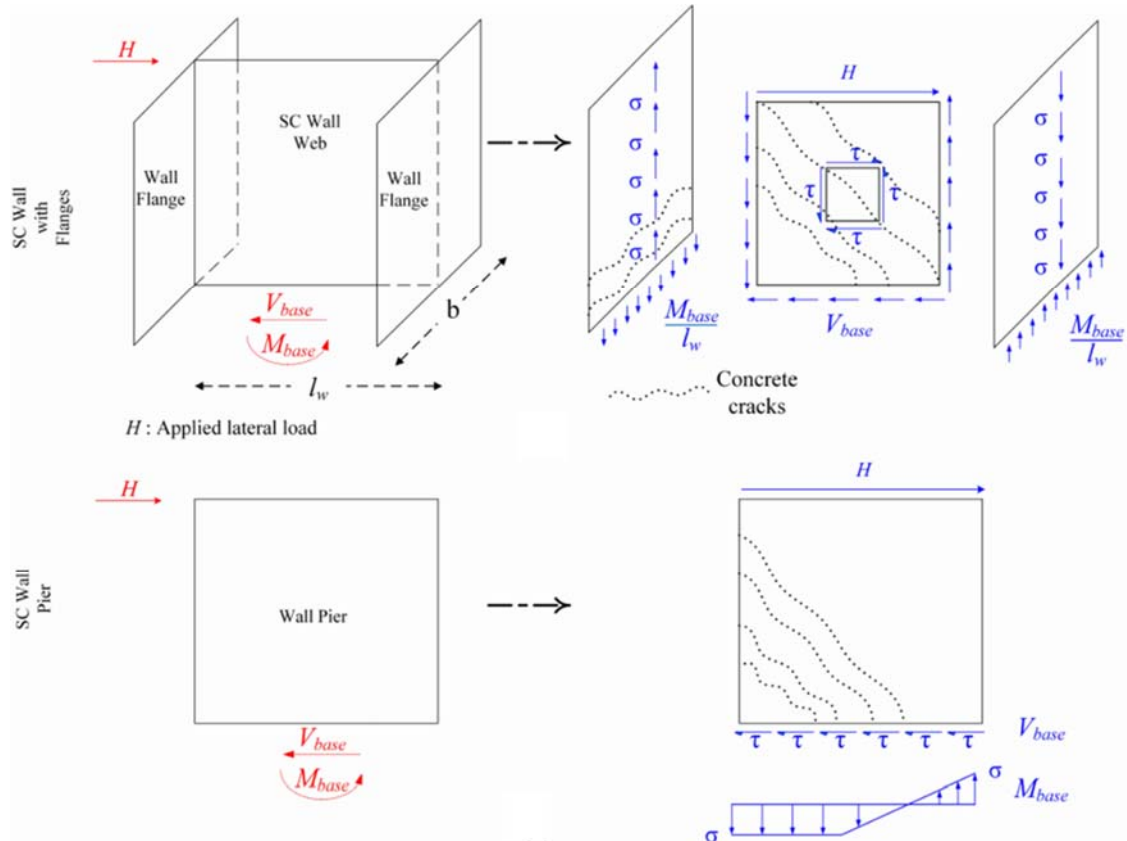 SC Wall
with
Flanges
H
SC Wall
Web
Wall
Flange
Wall
Flange
V_base
M_base
b
l_w
H : Applied lateral load
σ
σ
σ
σ
σ
M_base
l_w
H
τ
τ
τ
τ
V_base
Concrete
cracks
σ
σ
σ
σ
σ
M_base
l_w
SC Wall
Pier
H
Wall Pier
V_base
M_base
H
τ τ τ τ τ τ
V_base
σ
M_base
σ